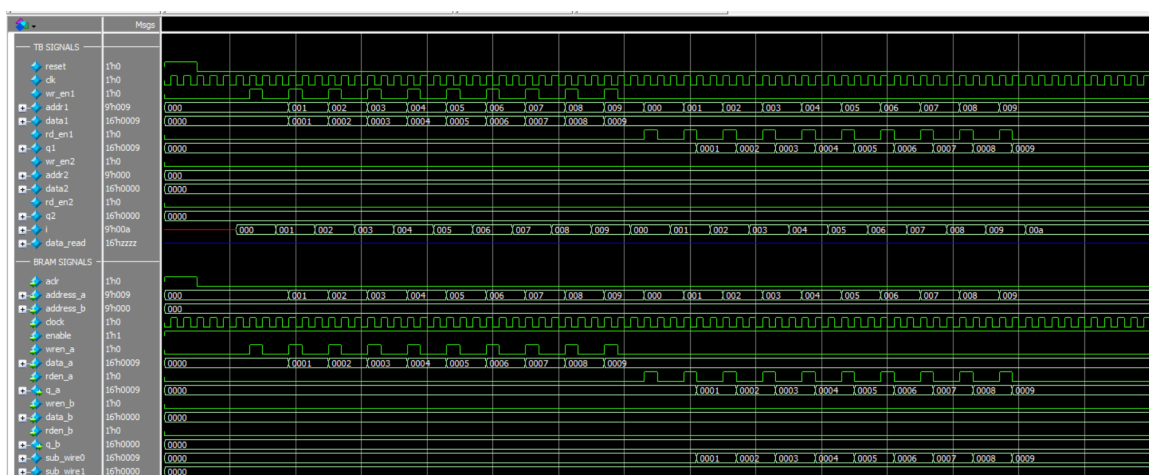 Msgs
TB SIGNALS
reset 1'h0
clk 1'h0
wr_en1 1'h0
addr1 9'h009 000 001 002 003 004 005 006 007 008 009 000 001 002 003 004 005 006 007 008 009
data1 16'h0009 0000 0001 0002 0003 0004 0005 0006 0007 0008 0009
rd_en1 1'h0
q1 16'h0009 0000 0001 0002 0003 0004 0005 0006 0007 0008 0009
wr_en2 1'h0
addr2 9'h000 000
data2 16'h0000 0000
rd_en2 1'h0
q2 16'h0000 0000
i 9'h00a 000 001 002 003 004 005 006 007 008 009 000 001 002 003 004 005 006 007 008 009 00a
data_read 16'hzzzz
BRAM SIGNALS
aclr 1'h0
address_a 9'h009 000 001 002 003 004 005 006 007 008 009 000 001 002 003 004 005 006 007 008 009
address_b 9'h000 000
clock 1'h0
enable 1'h1
wren_a 1'h0
data_a 16'h0009 0000 0001 0002 0003 0004 0005 0006 0007 0008 0009
rden_a 1'h0
q_a 16'h0009 0000 0001 0002 0003 0004 0005 0006 0007 0008 0009
wren_b 1'h0
data_b 16'h0000 0000
rden_b 1'h0
q_b 16'h0000 0000
sub_wire0 16'h0009 0000 0001 0002 0003 0004 0005 0006 0007 0008 0009
sub_wire1 16'h0000 0000